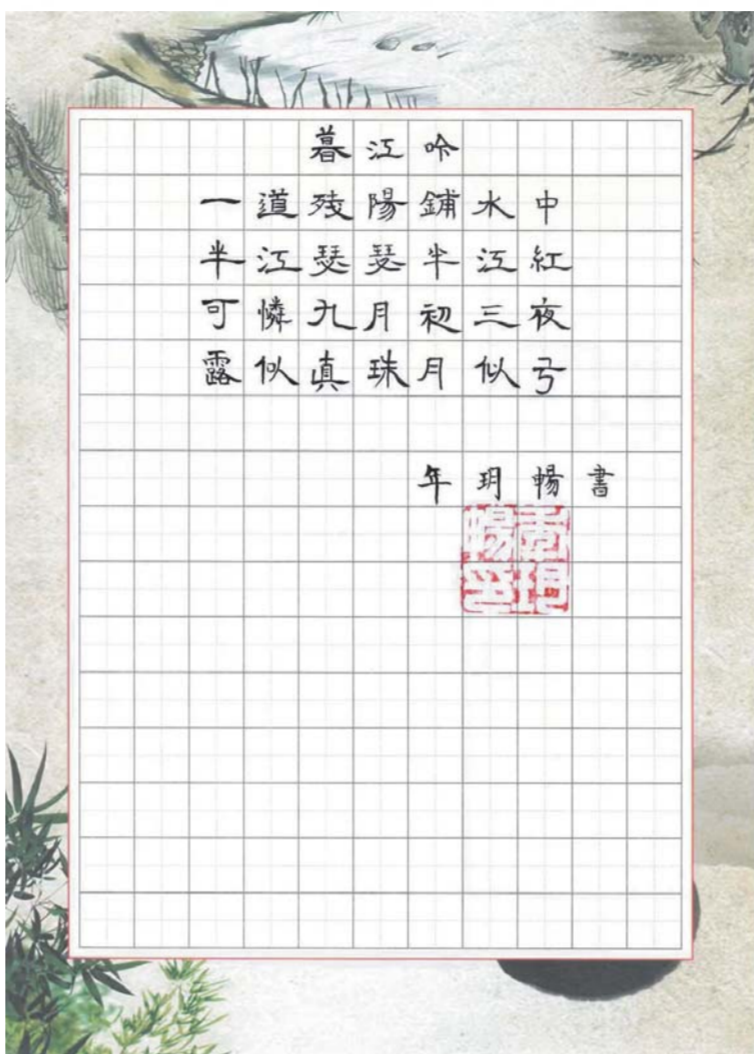 暮江吟
一道殘陽鋪水中
半江瑟瑟半江紅
可憐九月初三夜
露似真珠月似弓
年玥暢書